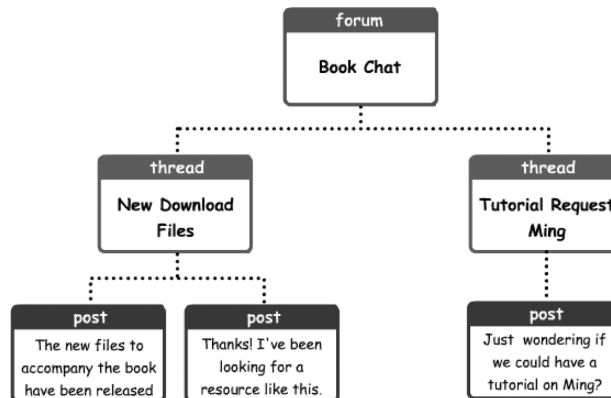 forum
Book Chat
thread
New Download
Files
thread
Tutorial Request
Ming
post
The new files to
accompany the book
have been released
post
Thanks! I've been
looking for a
resource like this.
post
Just wondering if
we could have a
tutorial on Ming?